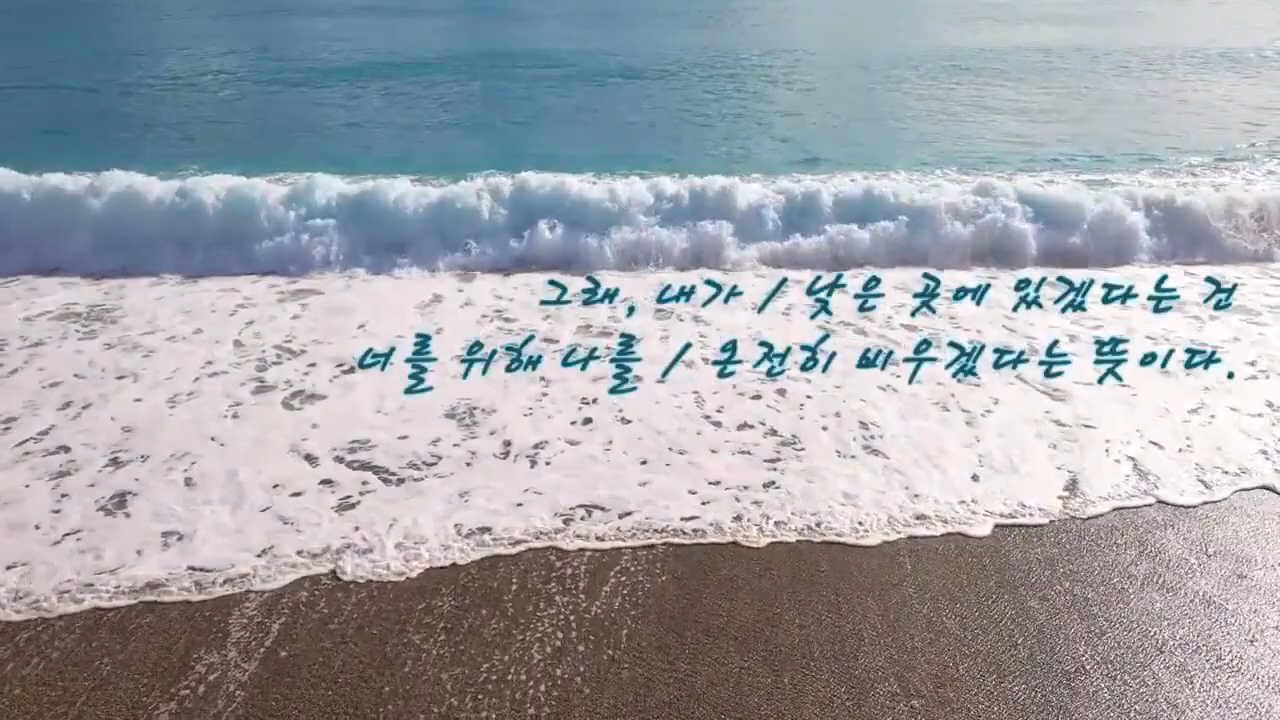 그래, 내가 / 낮은 곳에 있겠다는 건
너를 위해 나를 / 온전히 비우겠다는 뜻이다.